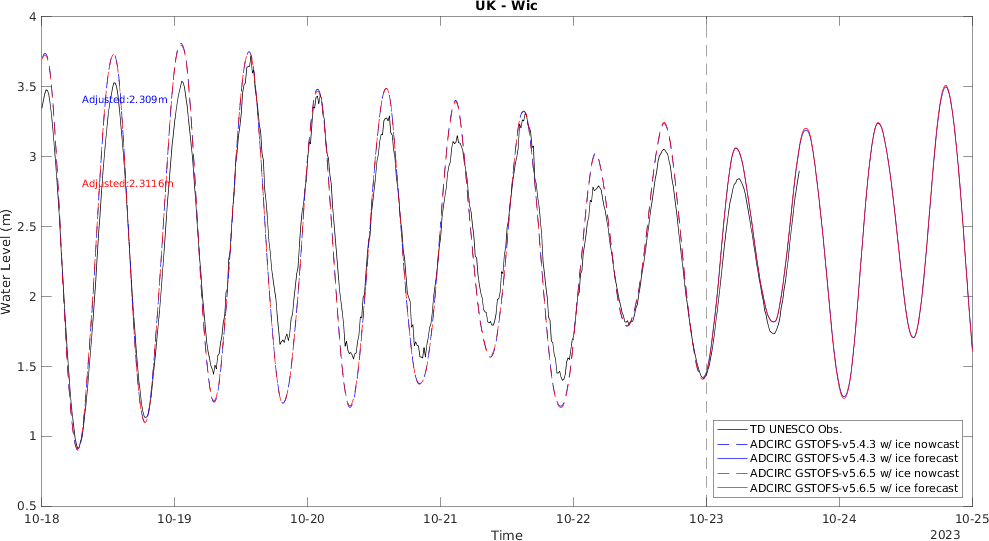 UK - Wic
4
3.5
3
2.5
2
1.5
1
0.5
Water Level (m)
Adjusted:2.309m
Adjusted:2.3116m
TD UNESCO Obs.
ADCIRC GSTOFS-v5.4.3 w/ ice nowcast
ADCIRC GSTOFS-v5.4.3 w/ ice forecast
ADCIRC GSTOFS-v5.6.5 w/ ice nowcast
ADCIRC GSTOFS-v5.6.5 w/ ice forecast
10-18 10-19 10-20 10-21 10-22 10-23 10-24 10-25
Time
2023